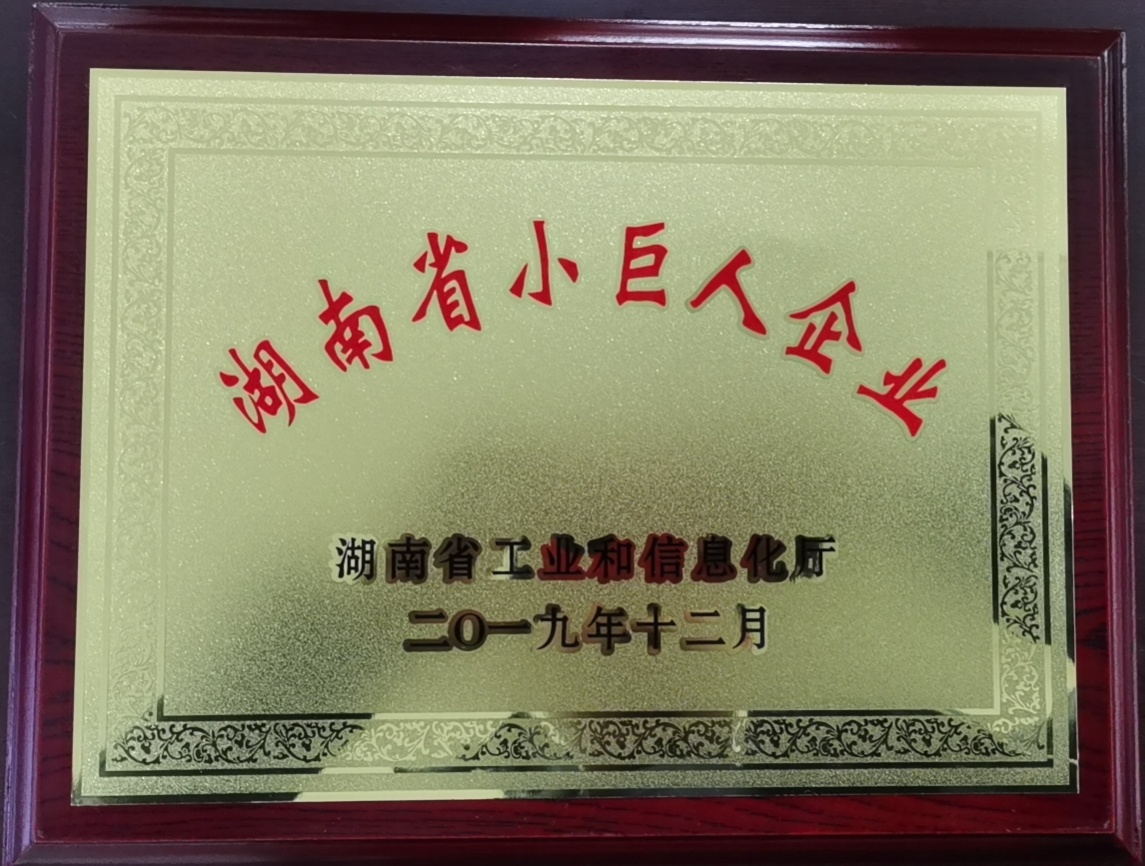 湖南省小巨人企业
湖南省工业和信息化厅
二O一九年十二月